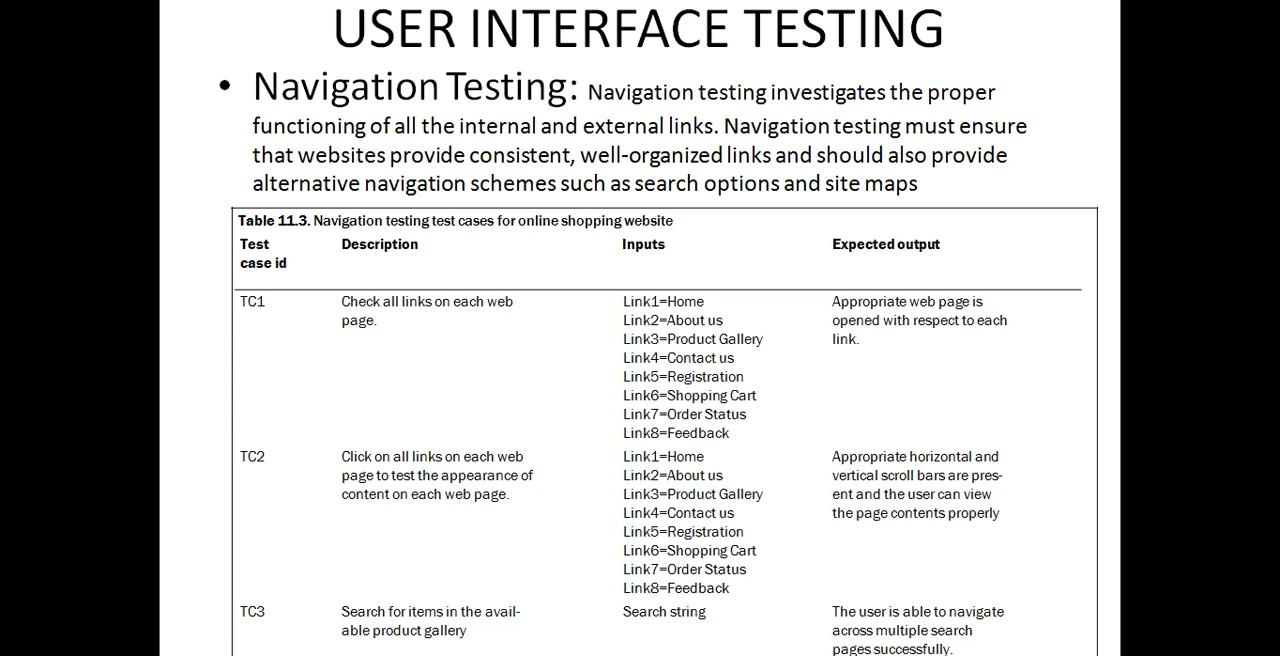 USER INTERFACE TESTING
• Navigation Testing: Navigation testing investigates the proper
functioning of all the internal and external links. Navigation testing must ensure
that websites provide consistent, well-organized links and should also provide
alternative navigation schemes such as search options and site maps
Table 11.3. Navigation testing test cases for online shopping website
Test Description Inputs Expected output
case id
TC1 Check all links on each web Link1=Home Appropriate web page is
page. Link2=About us opened with respect to each
Link3=Product Gallery link.
Link4=Contact us
Link5=Registration
Link6=Shopping Cart
Link7=Order Status
Link8=Feedback
TC2 Click on all links on each web Link1=Home Appropriate horizontal and
page to test the appearance of Link2=About us vertical scroll bars are pres-
content on each web page. Link3=Product Gallery ent and the user can view
Link4=Contact us the page contents properly
Link5=Registration
Link6=Shopping Cart
Link7=Order Status
Link8=Feedback
TC3 Search for items in the avail- Search string The user is able to navigate
able product gallery across multiple search
pages successfully.